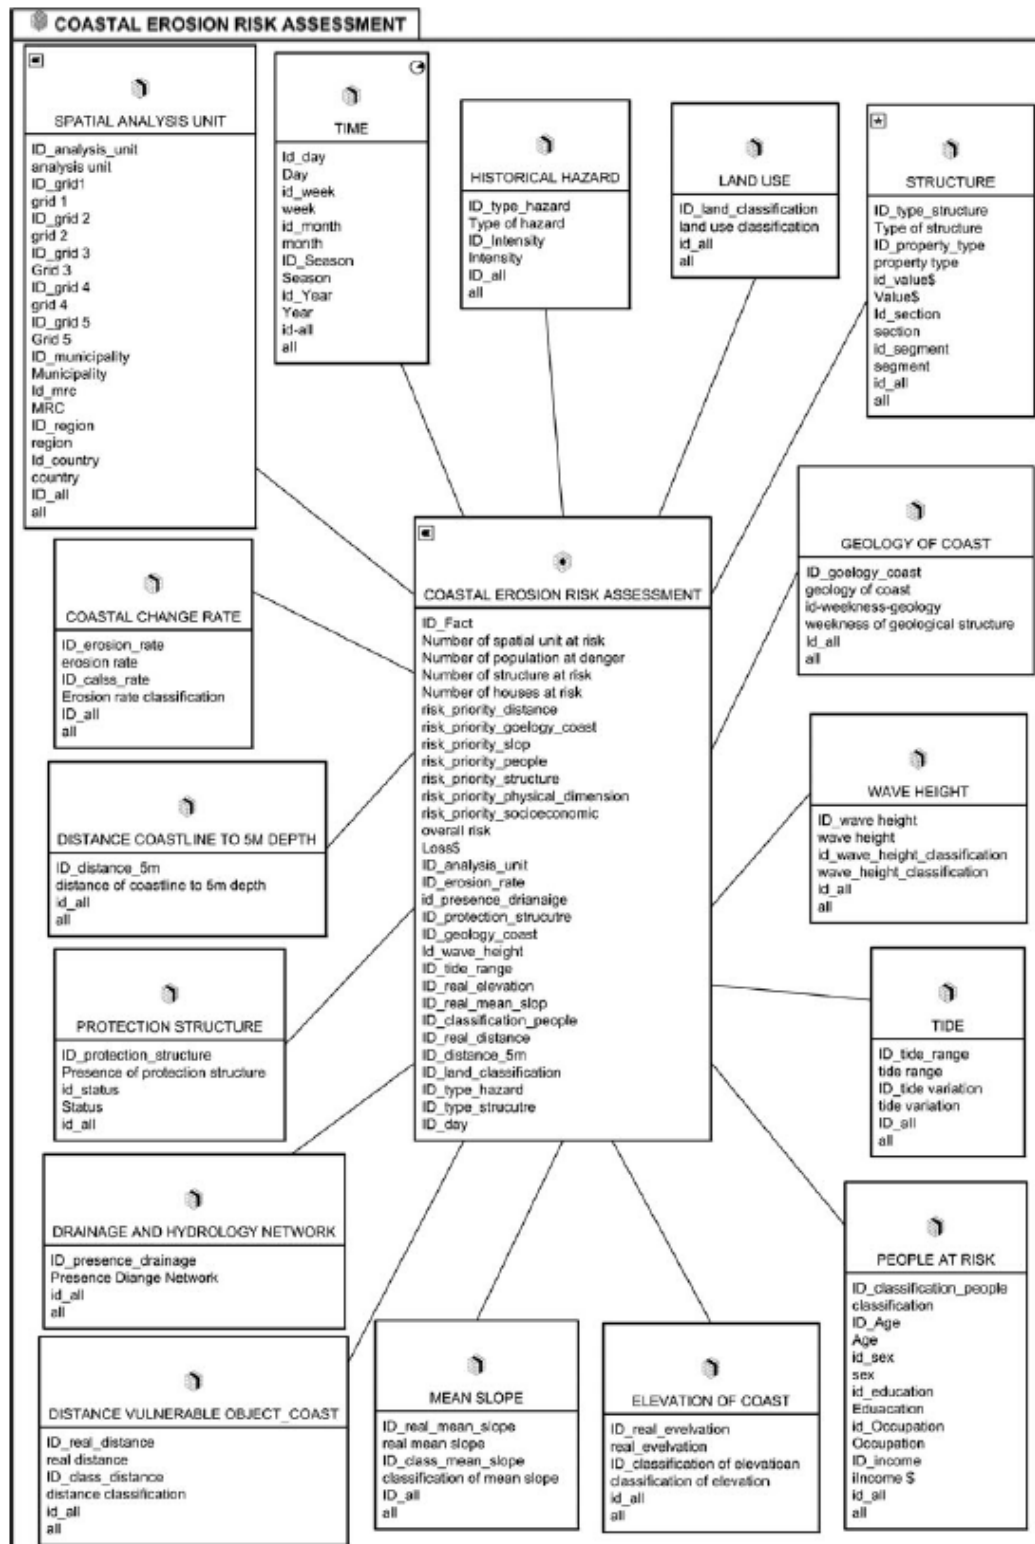 COASTAL EROSION RISK ASSESSMENT
SPATIAL ANALYSIS UNIT
ID_analysis_unit
analysis unit
ID_grid1
grid 1
ID_grid 2
grid 2
ID_grid 3
Grid 3
ID_grid 4
grid 4
ID_grid 5
Grid 5
ID_municipality
Municipality
Id_mrc
MRC
ID_region
region
Id_country
country
ID_all
all
TIME
Id_day
Day
id_week
week
id_month
month
ID_Season
Season
id_Year
Year
id-all
all
HISTORICAL HAZARD
ID_type_hazard
Type of hazard
ID_Intensity
Intensity
ID_all
all
LAND USE
ID_land_classification
land use classification
id_all
all
STRUCTURE
ID_type_structure
Type of structure
ID_property_type
property type
id_value$
Value$
Id_section
section
id_segment
segment
id_all
all
COASTAL CHANGE RATE
ID_erosion_rate
erosion rate
ID_calss_rate
Erosion rate classification
ID_all
all
COASTAL EROSION RISK ASSESSMENT
ID_Fact
Number of spatial unit at risk
Number of population at denger
Number of structure at risk
Number of houses at risk
risk_priority_distance
risk_priority_goelogy_coast
risk_priority_slop
risk_priority_people
risk_priority_structure
risk_priority_physical_dimension
risk_priority_socioeconomic
overall risk
Loss$
ID_analysis_unit
ID_erosion_rate
id_presence_drianaige
ID_protection_strucutre
ID_geology_coast
Id_wave_height
ID_tide_range
ID_real_elevation
ID_real_mean_slop
ID_classification_people
ID_real_distance
ID_distance_5m
ID_land_classification
ID_type_hazard
ID_type_strucutre
ID_day
GEOLOGY OF COAST
ID_goelogy_coast
geology of coast
id-weekness-geology
weekness of geological structure
Id_all
all
DISTANCE COASTLINE TO 5M DEPTH
ID_distance_5m
distance of coastline to 5m depth
id_all
all
WAVE HEIGHT
ID_wave height
wave height
id_wave_height_classification
wave_height_classification
id_all
all
PROTECTION STRUCTURE
ID_protection_structure
Presence of protection structure
id_status
Status
id_all
TIDE
ID_tide_range
tide range
ID_tide variation
tide variation
ID_all
all
DRAINAGE AND HYDROLOGY NETWORK
ID_presence_drainage
Presence Diange Network
id_all
all
PEOPLE AT RISK
ID_classification_people
classification
ID_Age
Age
id_sex
sex
id_education
Eduacation
id_Occupation
Occupation
ID_income
iIncome $
id_all
all
DISTANCE VULNERABLE OBJECT_COAST
ID_real_distance
real distance
ID_class_distance
distance classification
id_all
all
MEAN SLOPE
ID_real_mean_slope
real mean slope
ID_class_mean_slope
classification of mean slope
ID_all
all
ELEVATION OF COAST
ID_real_evelvation
real_evelvation
ID_classification of elevatioan
classification of elevation
id_all
all